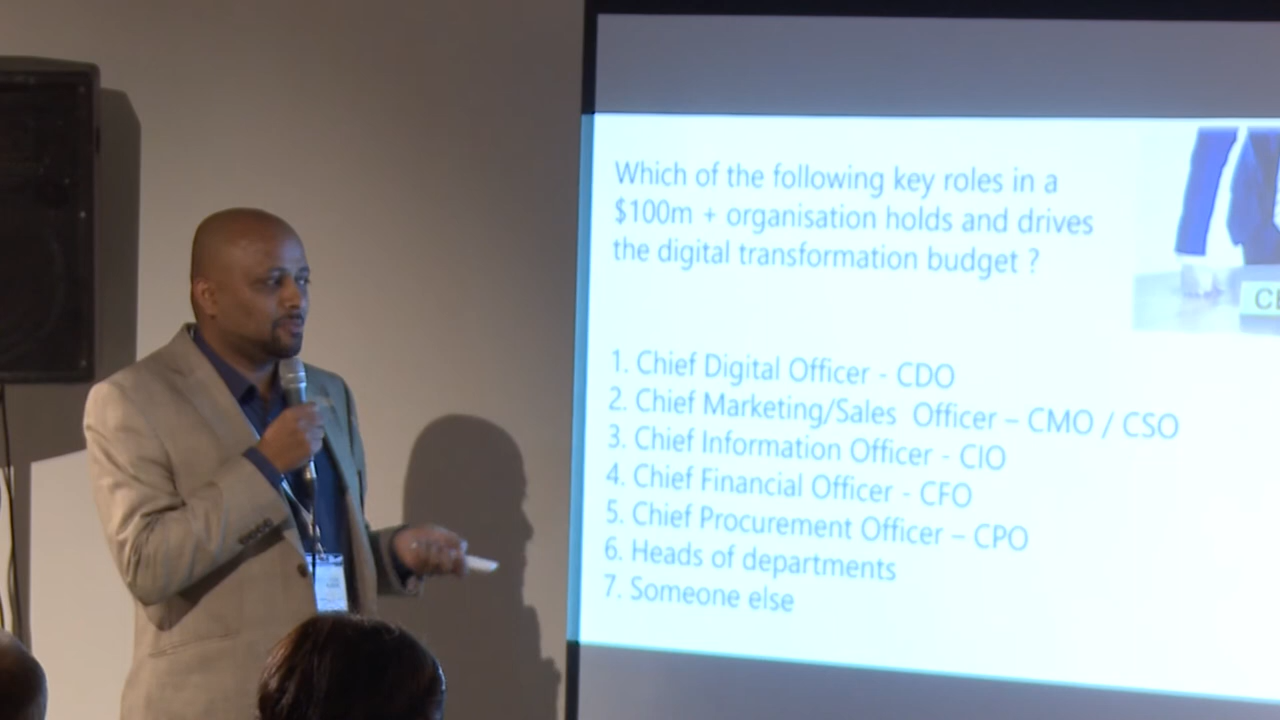 Which of the following key roles in a
$100m + organisation holds and drives
the digital transformation budget ?
1. Chief Digital Officer - CDO
2. Chief Marketing/Sales Officer – CMO / CSO
3. Chief Information Officer - CIO
4. Chief Financial Officer - CFO
5. Chief Procurement Officer – CPO
6. Heads of departments
7. Someone else